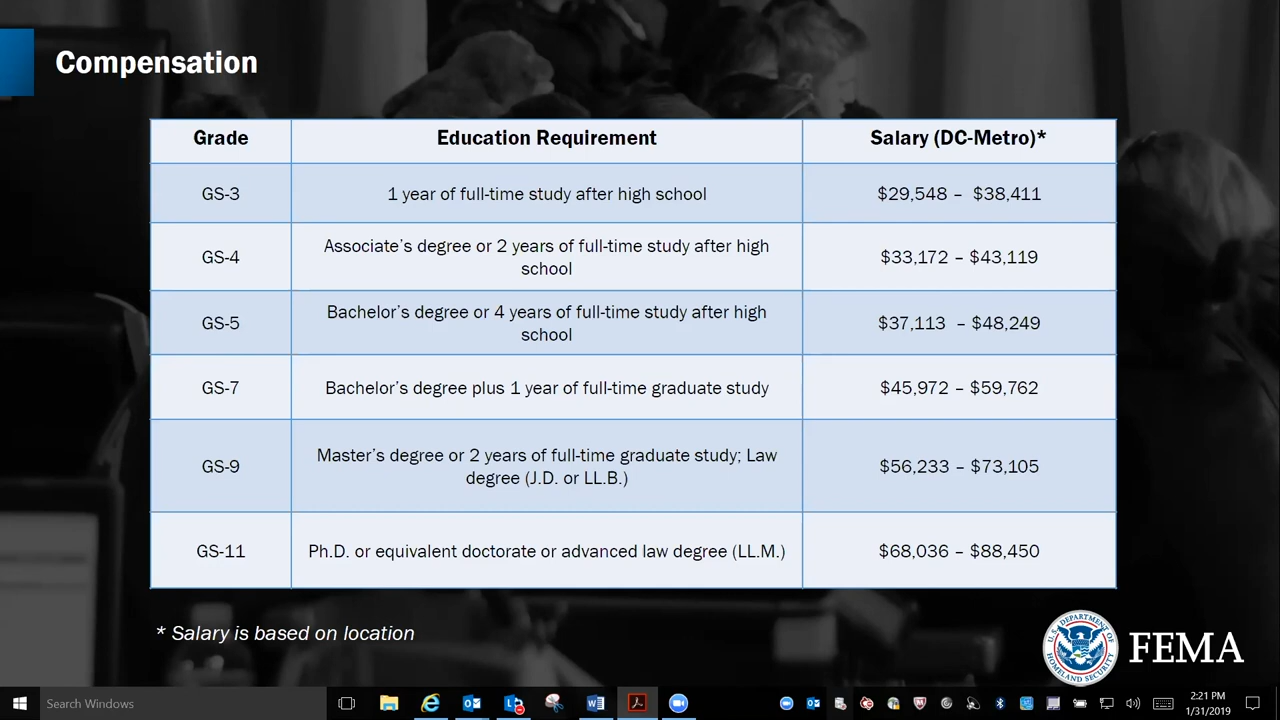 Compensation
Grade Education Requirement Salary (DC-Metro)*
GS-3 1 year of full-time study after high school $29,548 – $38,411
GS-4 Associate's degree or 2 years of full-time study after high school $33,172 – $43,119
GS-5 Bachelor's degree or 4 years of full-time study after high school $37,113 – $48,249
GS-7 Bachelor's degree plus 1 year of full-time graduate study $45,972 – $59,762
GS-9 Master's degree or 2 years of full-time graduate study; Law degree (J.D. or LL.B.) $56,233 – $73,105
GS-11 Ph.D. or equivalent doctorate or advanced law degree (LL.M.) $68,036 – $88,450
* Salary is based on location
U.S. DEPARTMENT OF HOMELAND SECURITY
FEMA
Search Windows
2:21 PM
1/31/2019